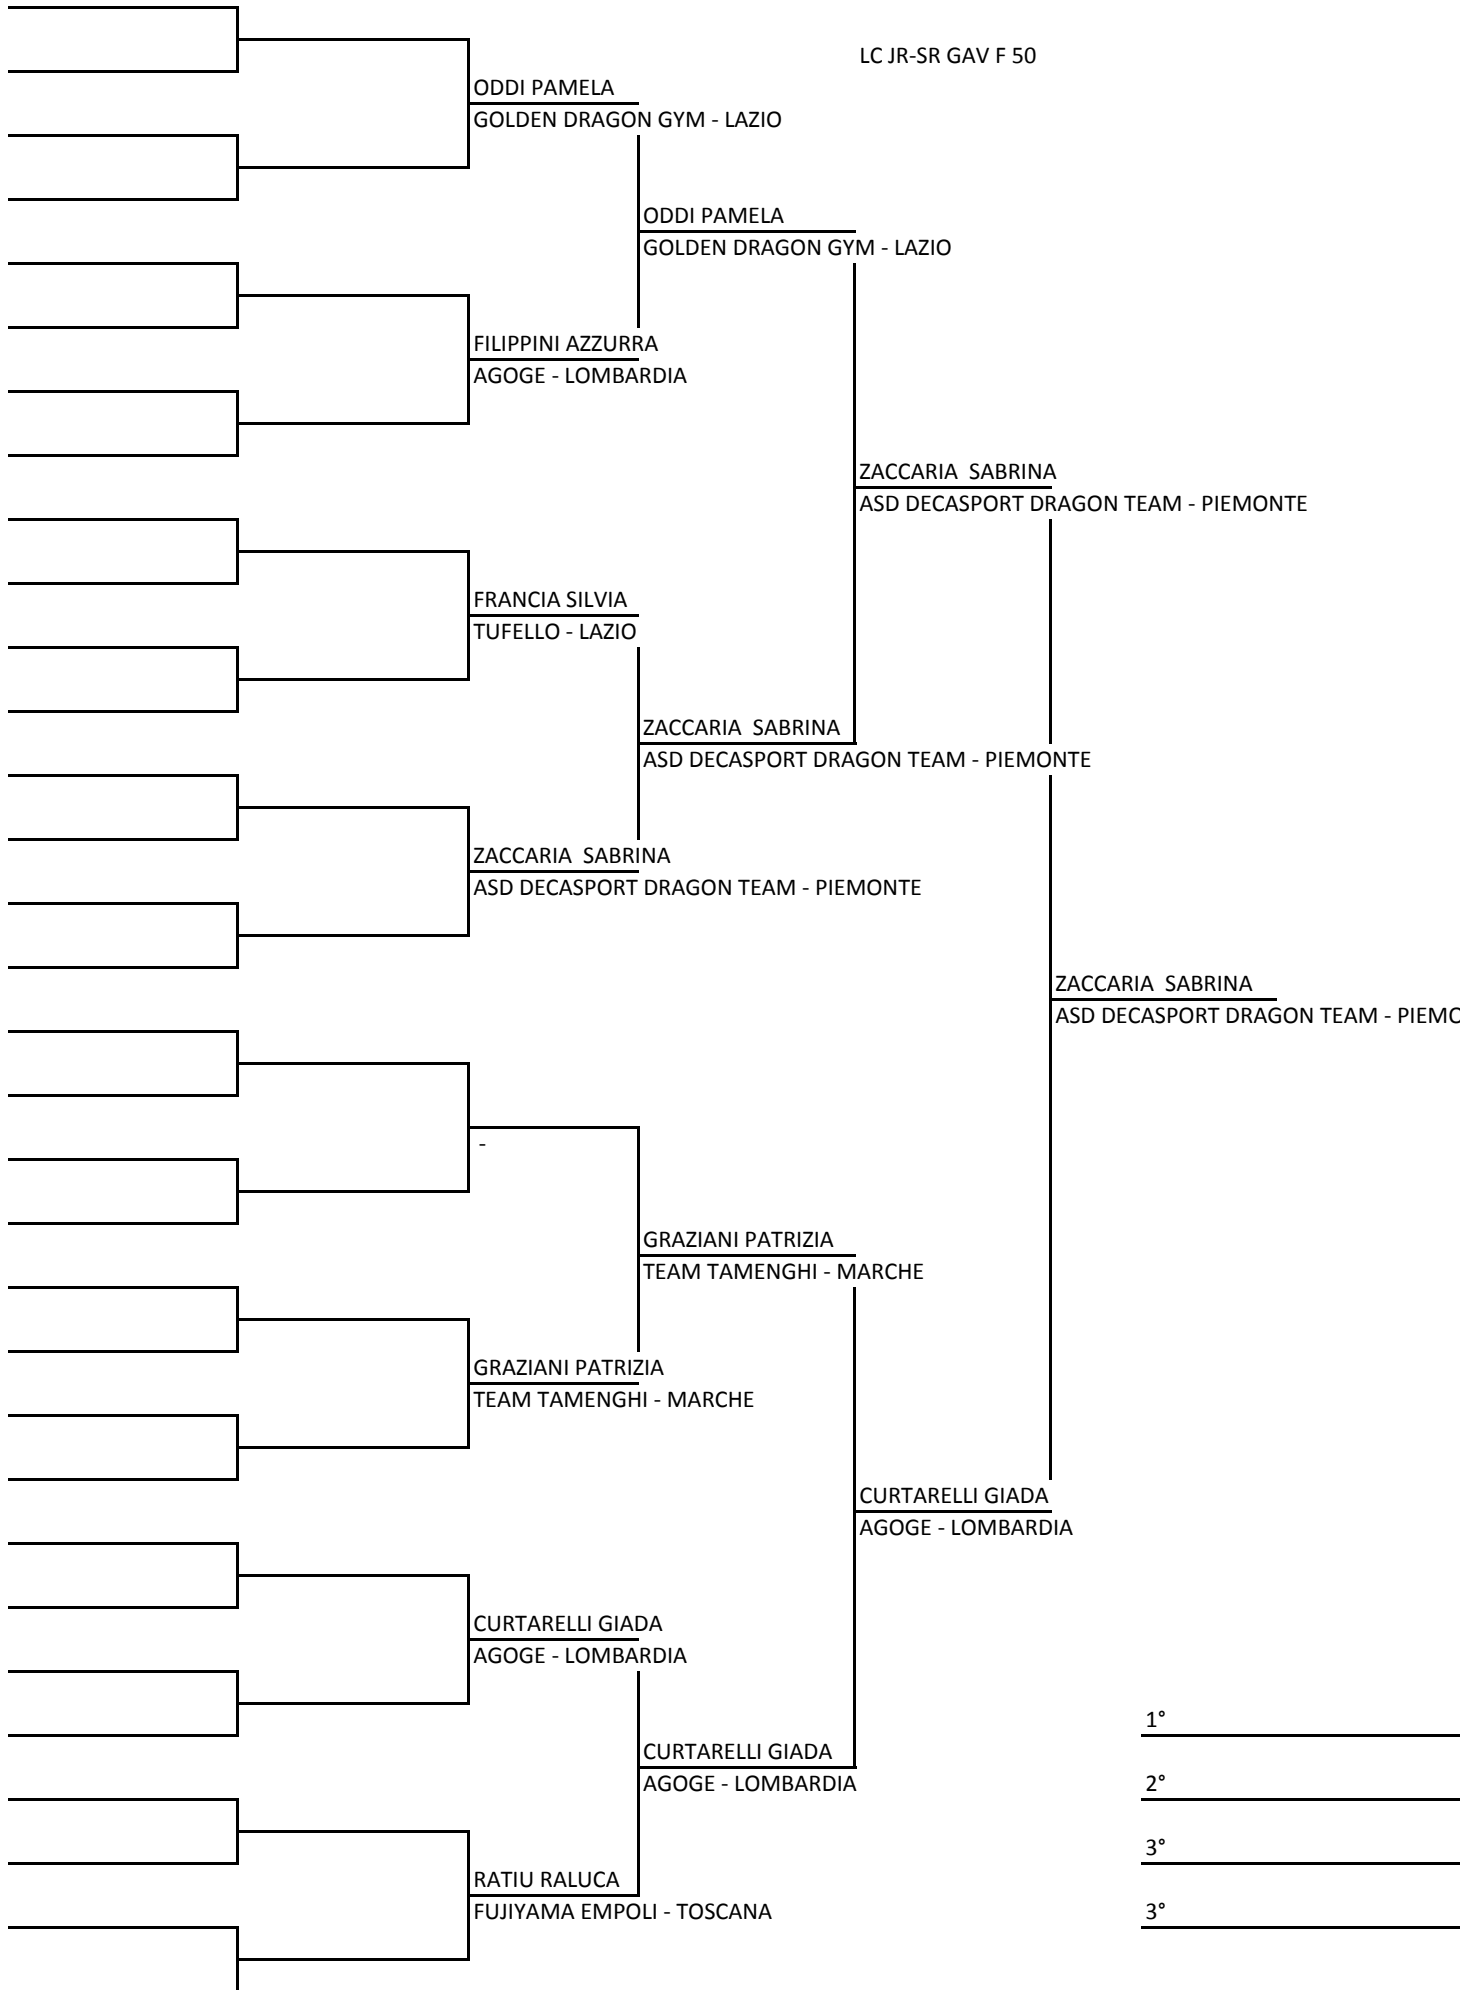 LC JR-SR GAV F 50
ODDI PAMELA
GOLDEN DRAGON GYM - LAZIO
ODDI PAMELA
GOLDEN DRAGON GYM - LAZIO
FILIPPINI AZZURRA
AGOGE - LOMBARDIA
ZACCARIA  SABRINA
ASD DECASPORT DRAGON TEAM - PIEMONTE
FRANCIA SILVIA
TUFELLO - LAZIO
ZACCARIA  SABRINA
ASD DECASPORT DRAGON TEAM - PIEMONTE
ZACCARIA  SABRINA
ASD DECASPORT DRAGON TEAM - PIEMONTE
ZACCARIA  SABRINA
ASD DECASPORT DRAGON TEAM - PIEMO
-
GRAZIANI PATRIZIA
TEAM TAMENGHI - MARCHE
GRAZIANI PATRIZIA
TEAM TAMENGHI - MARCHE
CURTARELLI GIADA
AGOGE - LOMBARDIA
CURTARELLI GIADA
AGOGE - LOMBARDIA
1°
CURTARELLI GIADA
AGOGE - LOMBARDIA
2°
3°
RATIU RALUCA
FUJIYAMA EMPOLI - TOSCANA
3°